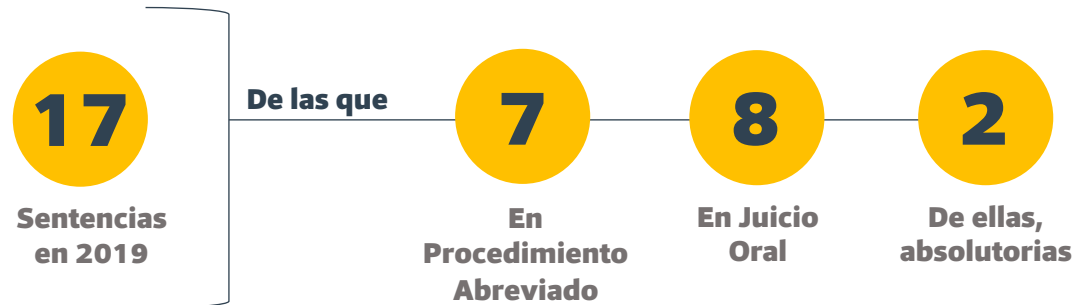 17
Sentencias
en 2019
De las que
7
En
Procedimiento
Abreviado
8
En Juicio
Oral
2
De ellas,
absolutorias